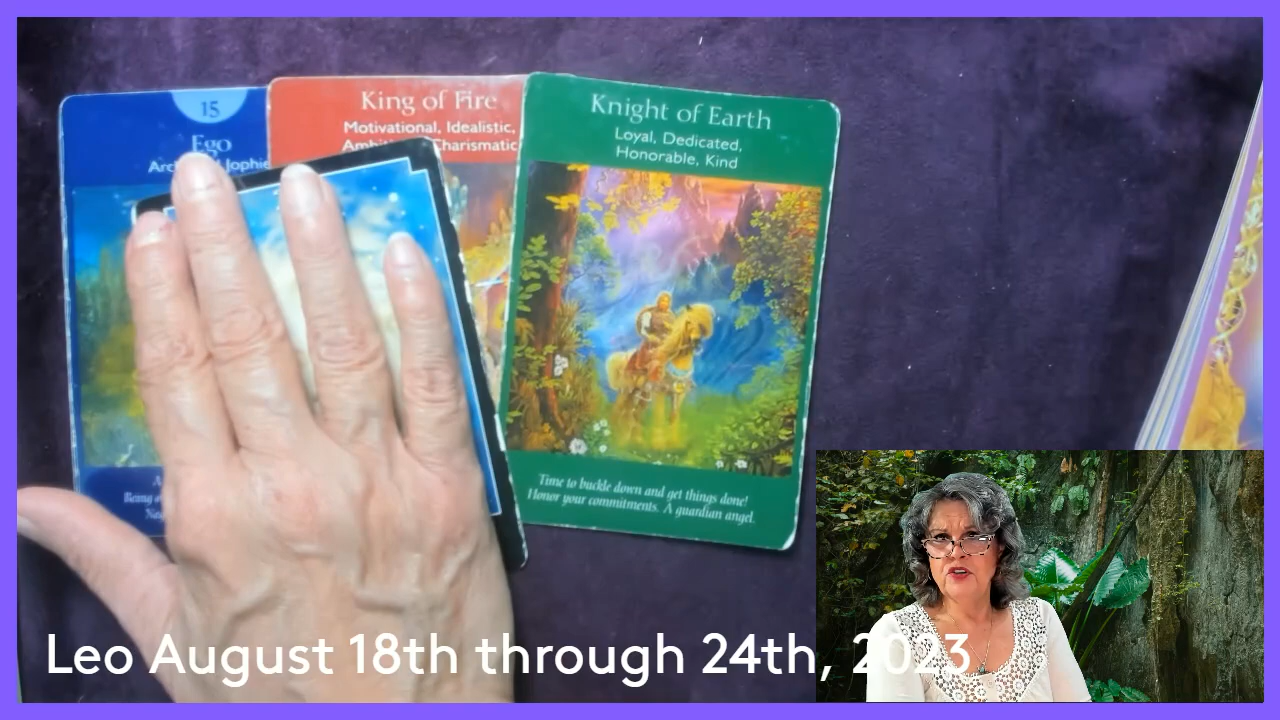 15
Ego
King of Fire
Motivational, Idealistic,
Charismatic
Knight of Earth
Loyal, Dedicated,
Honorable, Kind
Time to buckle down and get things done!
Honor your commitments. A guardian angel.
Leo August 18th through 24th, 2023